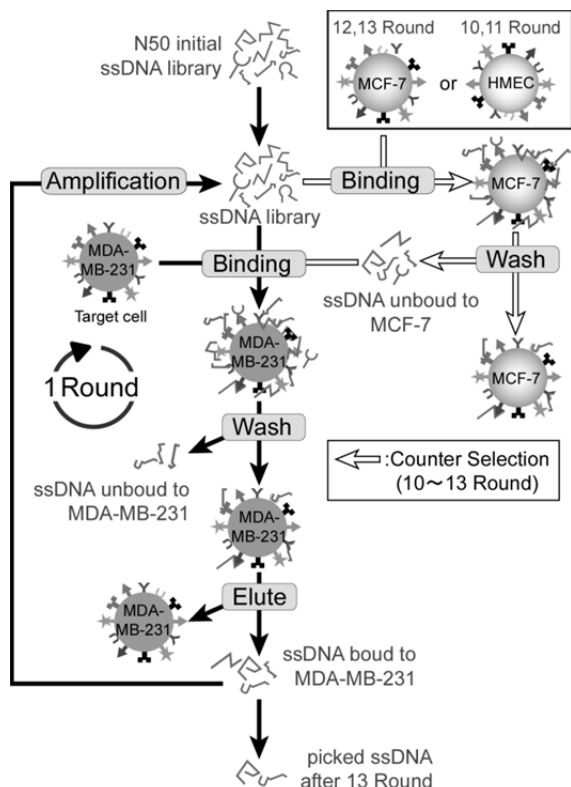 N50 initial
ssDNA library
12,13 Round
10,11 Round
MCF-7
or
HMEC
Amplification
ssDNA library
Binding
MCF-7
MDA-
MB-231
Target cell
Binding
ssDNA unboud to
MCF-7
Wash
MCF-7
1 Round
MDA-
MB-231
Wash
ssDNA unboud to
MDA-MB-231
:Counter Selection
(10～13 Round)
MDA-
MB-231
Elute
MDA-
MB-231
ssDNA boud to
MDA-MB-231
picked ssDNA
after 13 Round